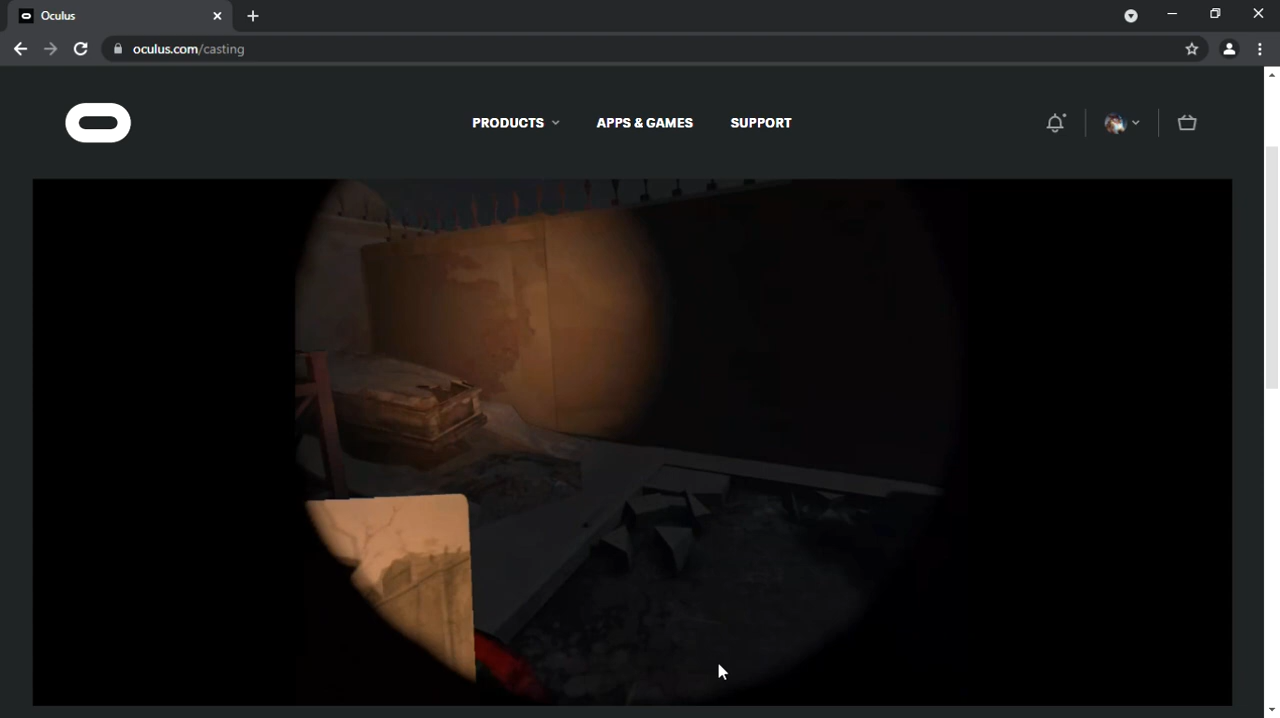 Oculus
oculus.com/casting
PRODUCTS
APPS & GAMES
SUPPORT